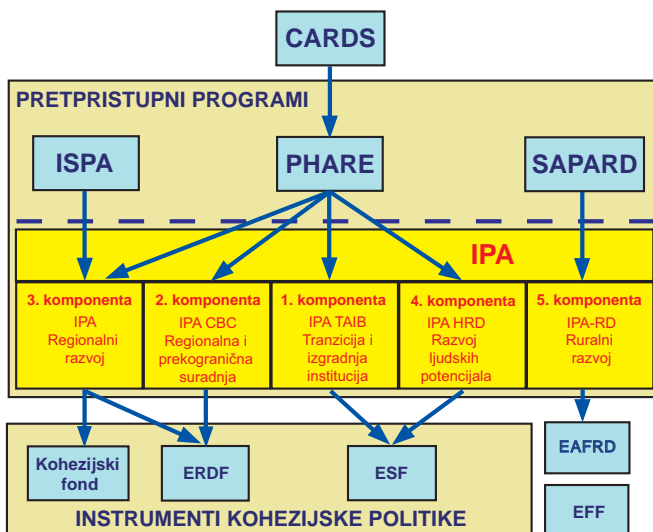 CARDS
PRETPRISTUPNI PROGRAMI
ISPA
PHARE
SAPARD
IPA
3. komponenta
IPA
Regionalni
razvoj
2. komponenta
IPA CBC
Regionalna i
prekogranična
suradnja
1. komponenta
IPA TAIB
Tranzicija i
izgradnja
institucija
4. komponenta
IPA HRD
Razvoj
ljudskih
potencijala
5. komponenta
IPA-RD
Ruralni
razvoj
Kohezijski
fond
ERDF
ESF
EAFRD
EFF
INSTRUMENTI KOHEZIJSKE POLITIKE